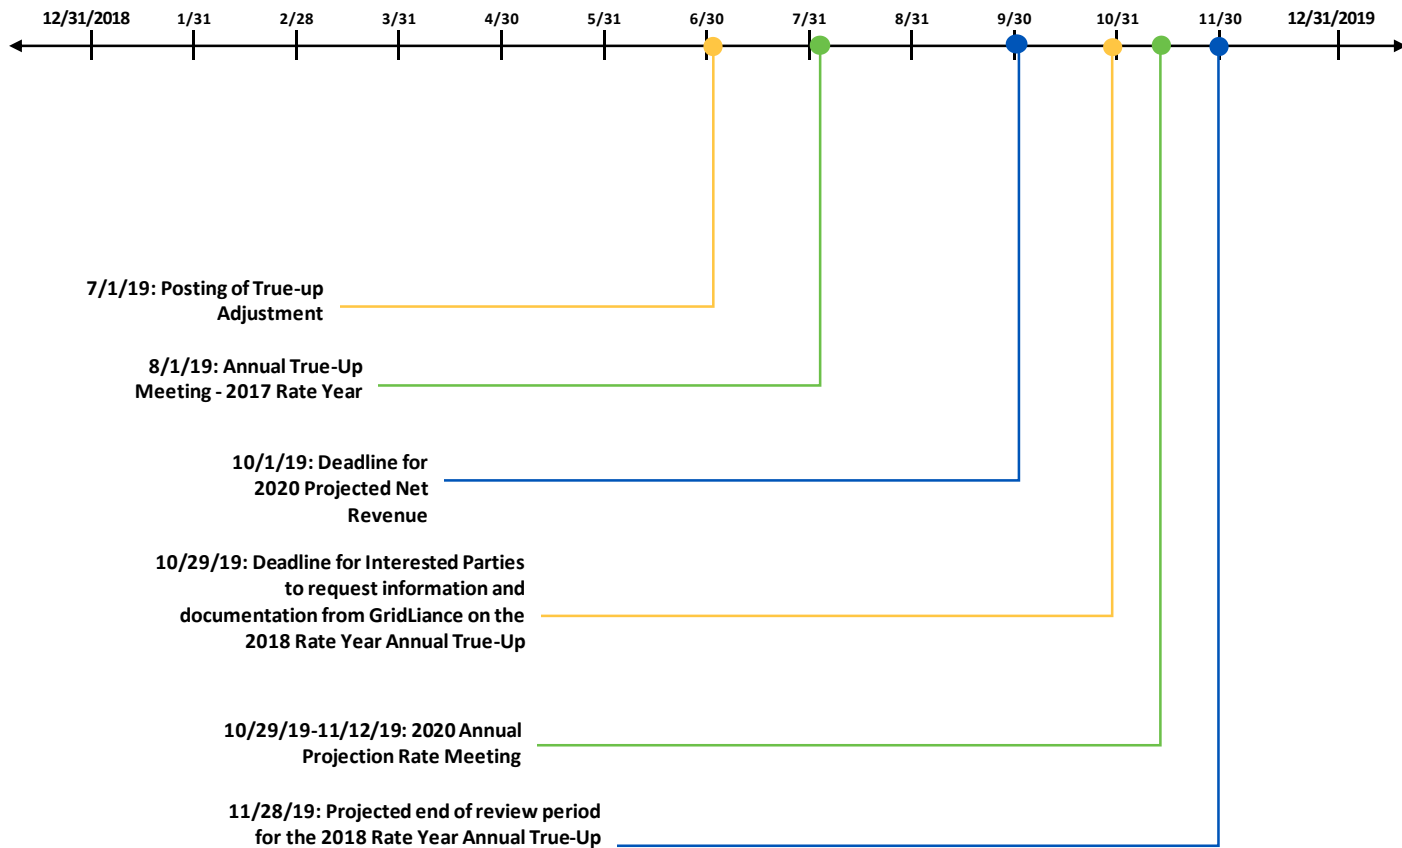 12/31/2018 1/31 2/28 3/31 4/30 5/31 6/30 7/31 8/31 9/30 10/31 11/30 12/31/2019
7/1/19: Posting of True-up
Adjustment
8/1/19: Annual True-Up
Meeting - 2017 Rate Year
10/1/19: Deadline for
2020 Projected Net
Revenue
10/29/19: Deadline for Interested Parties
to request information and
documentation from GridLiance on the
2018 Rate Year Annual True-Up
10/29/19-11/12/19: 2020 Annual
Projection Rate Meeting
11/28/19: Projected end of review period
for the 2018 Rate Year Annual True-Up